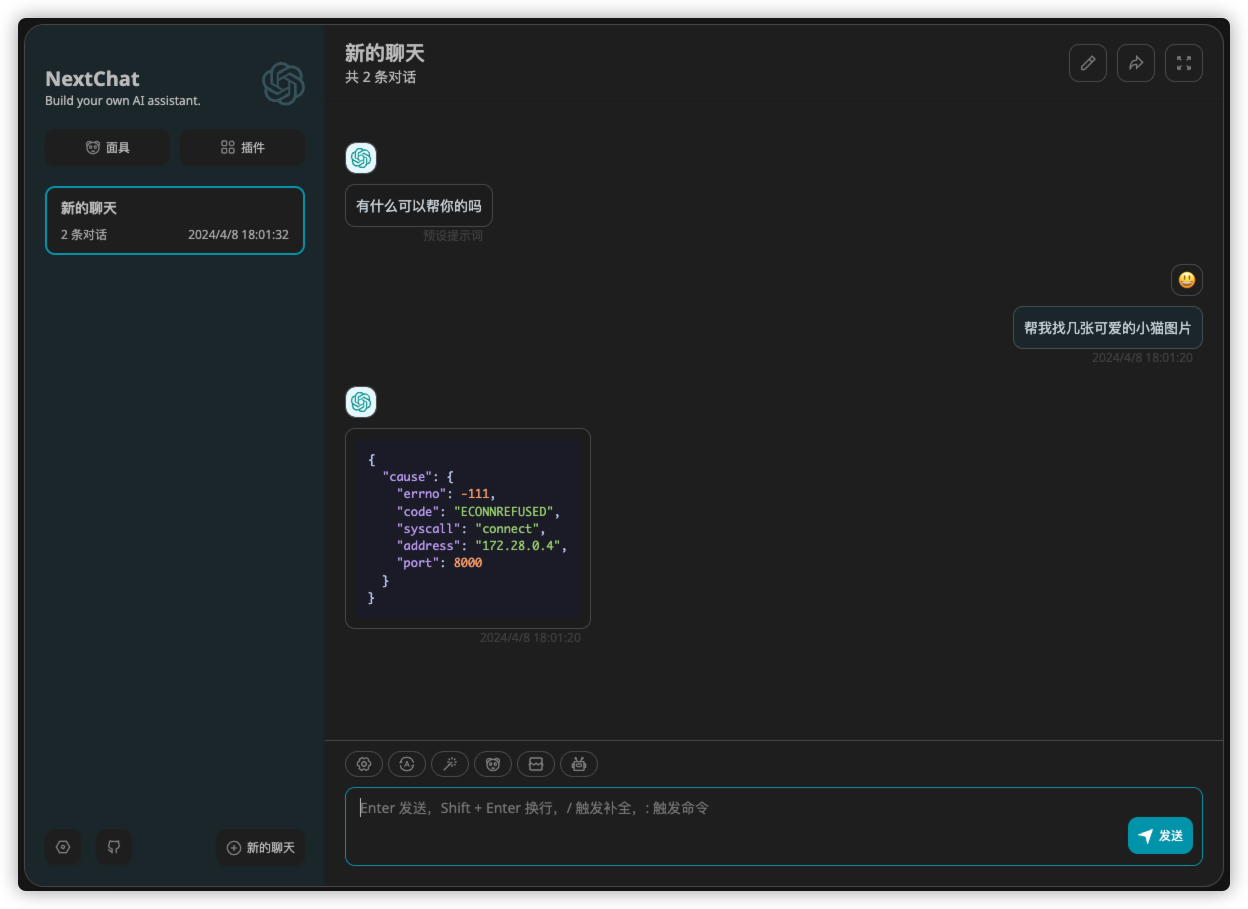 NextChat
Build your own AI assistant.
面具
插件
新的聊天
2 条对话
2024/4/8 18:01:32
新的聊天
新的聊天
共 2 条对话
有什么可以帮你的吗
预设提示词
帮我找几张可爱的小猫图片
2024/4/8 18:01:20
{
"cause": {
"errno": -111,
"code": "ECONNREFUSED",
"syscall": "connect",
"address": "172.28.0.4",
"port": 8000
}
}
2024/4/8 18:01:20
Enter 发送，Shift + Enter 换行，/ 触发补全，: 触发命令
发送